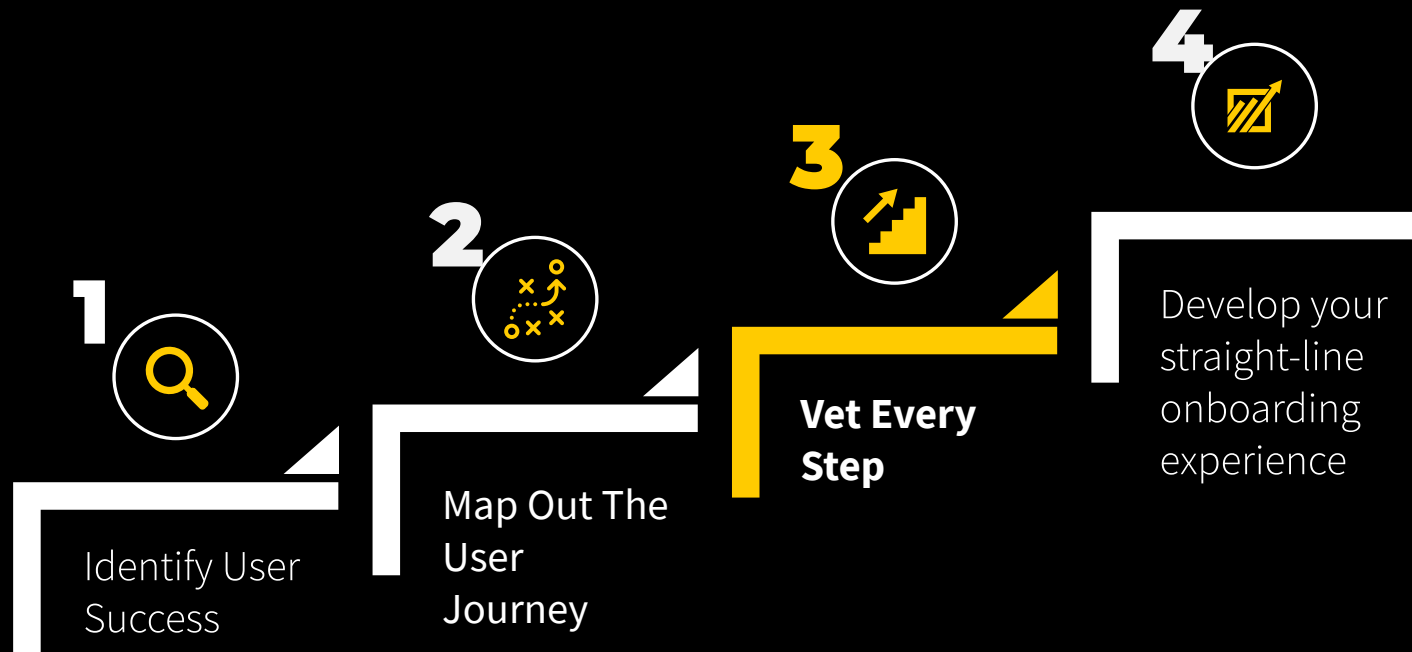 1
Identify User
Success
2
Map Out The
User
Journey
3
Vet Every
Step
4
Develop your
straight-line
onboarding
experience